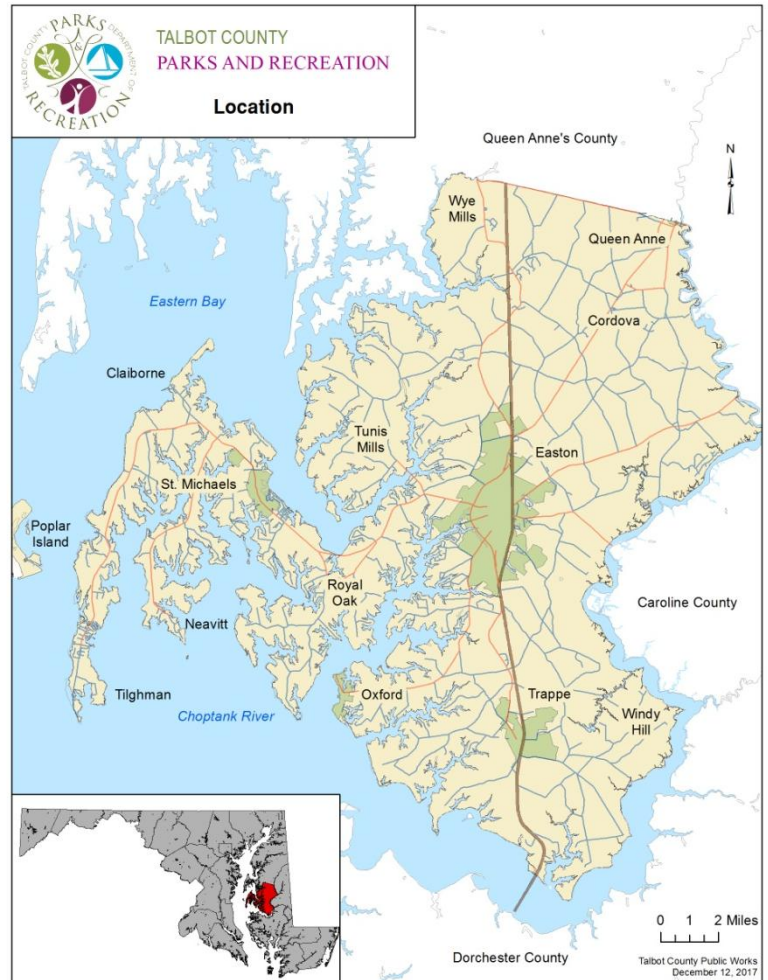 TALBOT COUNTY PARKS & RECREATION DEPARTMENT OF
TALBOT COUNTY
PARKS AND RECREATION
Location
Queen Anne's County
N
Wye
Mills
Queen Anne
Eastern Bay
Cordova
Claiborne
Tunis
Mills
Easton
St. Michaels
Poplar
Island
Royal
Oak
Caroline County
Neavitt
Tilghman
Oxford
Trappe
Choptank River
Windy
Hill
0 1 2 Miles
Dorchester County
Talbot County Public Works
December 12, 2017